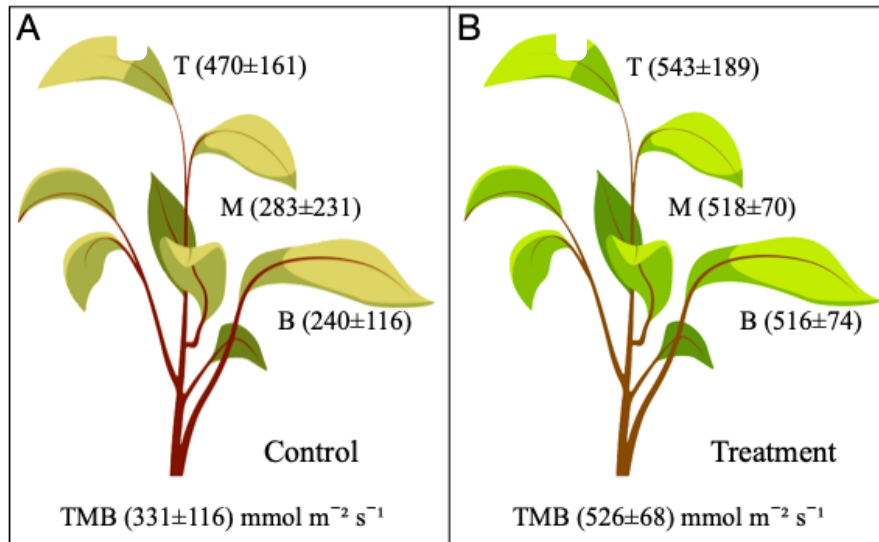 A
T (470±161)
M (283±231)
B (240±116)
Control
TMB (331±116) mmol m⁻² s⁻¹
B
T (543±189)
M (518±70)
B (516±74)
Treatment
TMB (526±68) mmol m⁻² s⁻¹